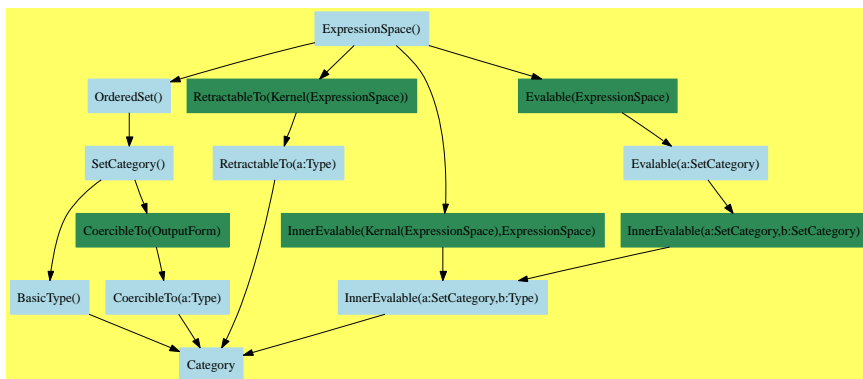 ExpressionSpace()
OrderedSet()
RetractableTo(Kernel(ExpressionSpace))
Evalable(ExpressionSpace)
SetCategory()
RetractableTo(a:Type)
Evalable(a:SetCategory)
CoercibleTo(OutputForm)
InnerEvalable(Kernal(ExpressionSpace),ExpressionSpace)
InnerEvalable(a:SetCategory,b:SetCategory)
BasicType()
CoercibleTo(a:Type)
InnerEvalable(a:SetCategory,b:Type)
Category